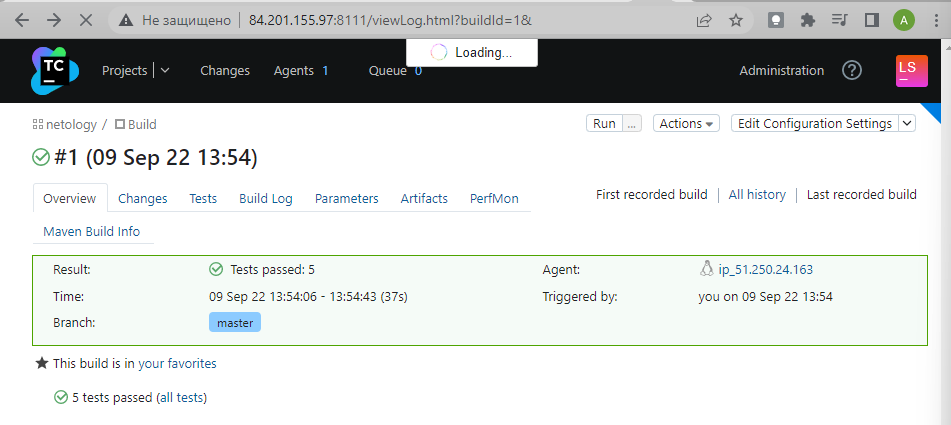 Не защищено | 84.201.155.97:8111/viewLog.html?buildId=1&
A
Loading...
TC
Projects Changes Agents 1 Queue 0 Administration ? LS
netology / Build
Run ... Actions Edit Configuration Settings
#1 (09 Sep 22 13:54)
Overview Changes Tests Build Log Parameters Artifacts PerfMon
First recorded build | All history | Last recorded build
Maven Build Info
Result: Tests passed: 5 Agent: ip_51.250.24.163
Time: 09 Sep 22 13:54:06 - 13:54:43 (37s) Triggered by: you on 09 Sep 22 13:54
Branch: master
This build is in your favorites
5 tests passed (all tests)